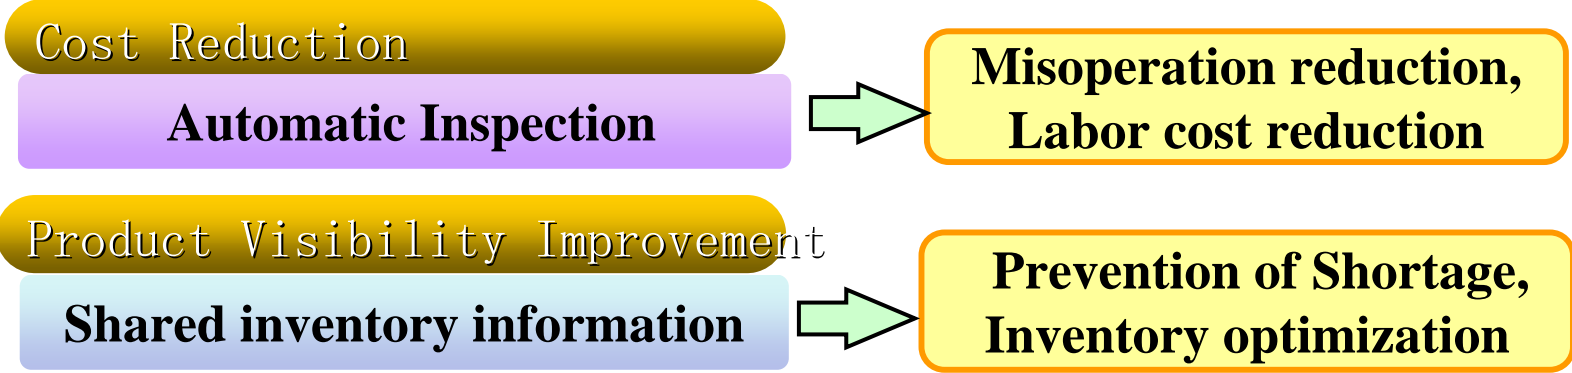 Cost Reduction
Automatic Inspection
Misoperation reduction,
Labor cost reduction
Product Visibility Improvement
Shared inventory information
Prevention of Shortage,
Inventory optimization